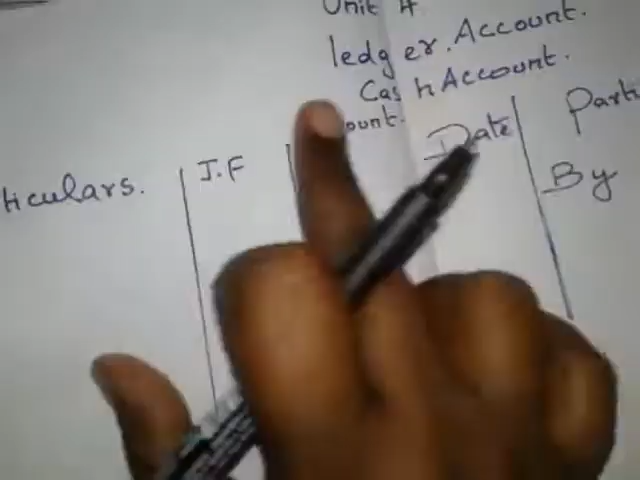 Unit 4
ledger. Account.
Cash Account.
ticulars. J.F ount. Date Parti
By